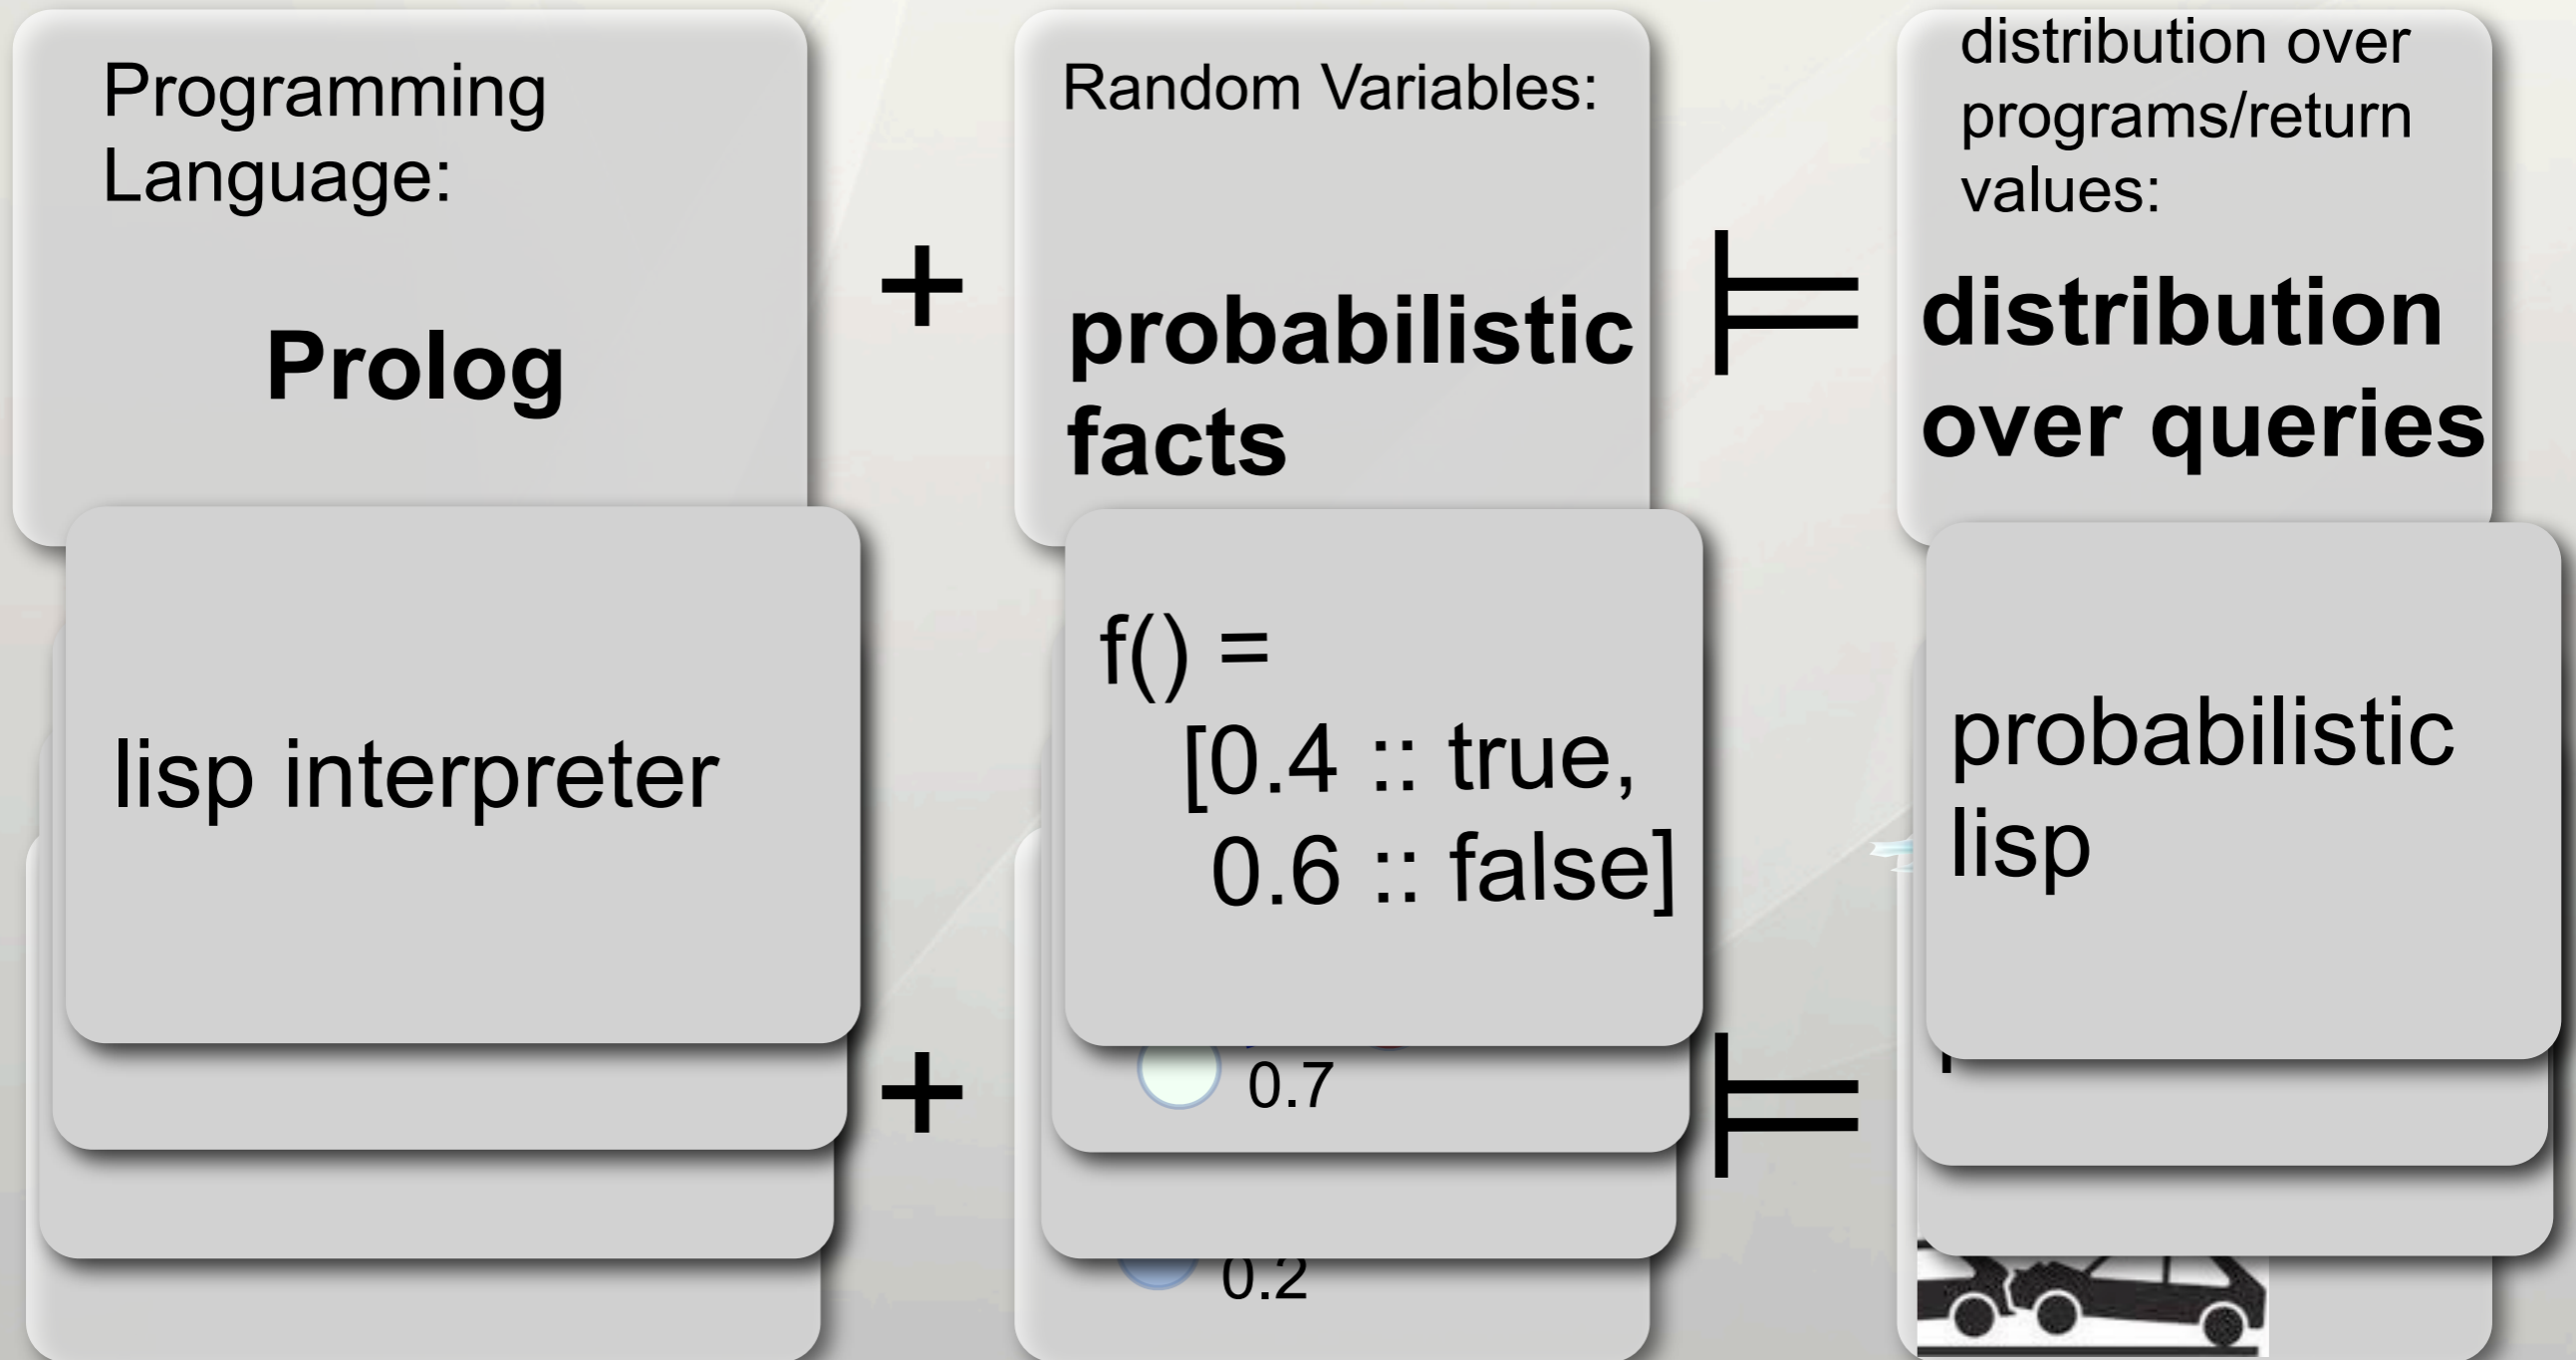 Programming
Language:
Prolog
+
Random Variables:
probabilistic
facts
⊨
distribution over
programs/return
values:
distribution
over queries
lisp interpreter
+
f() =
[0.4 :: true,
0.6 :: false]
0.7
0.2
⊨
probabilistic
lisp